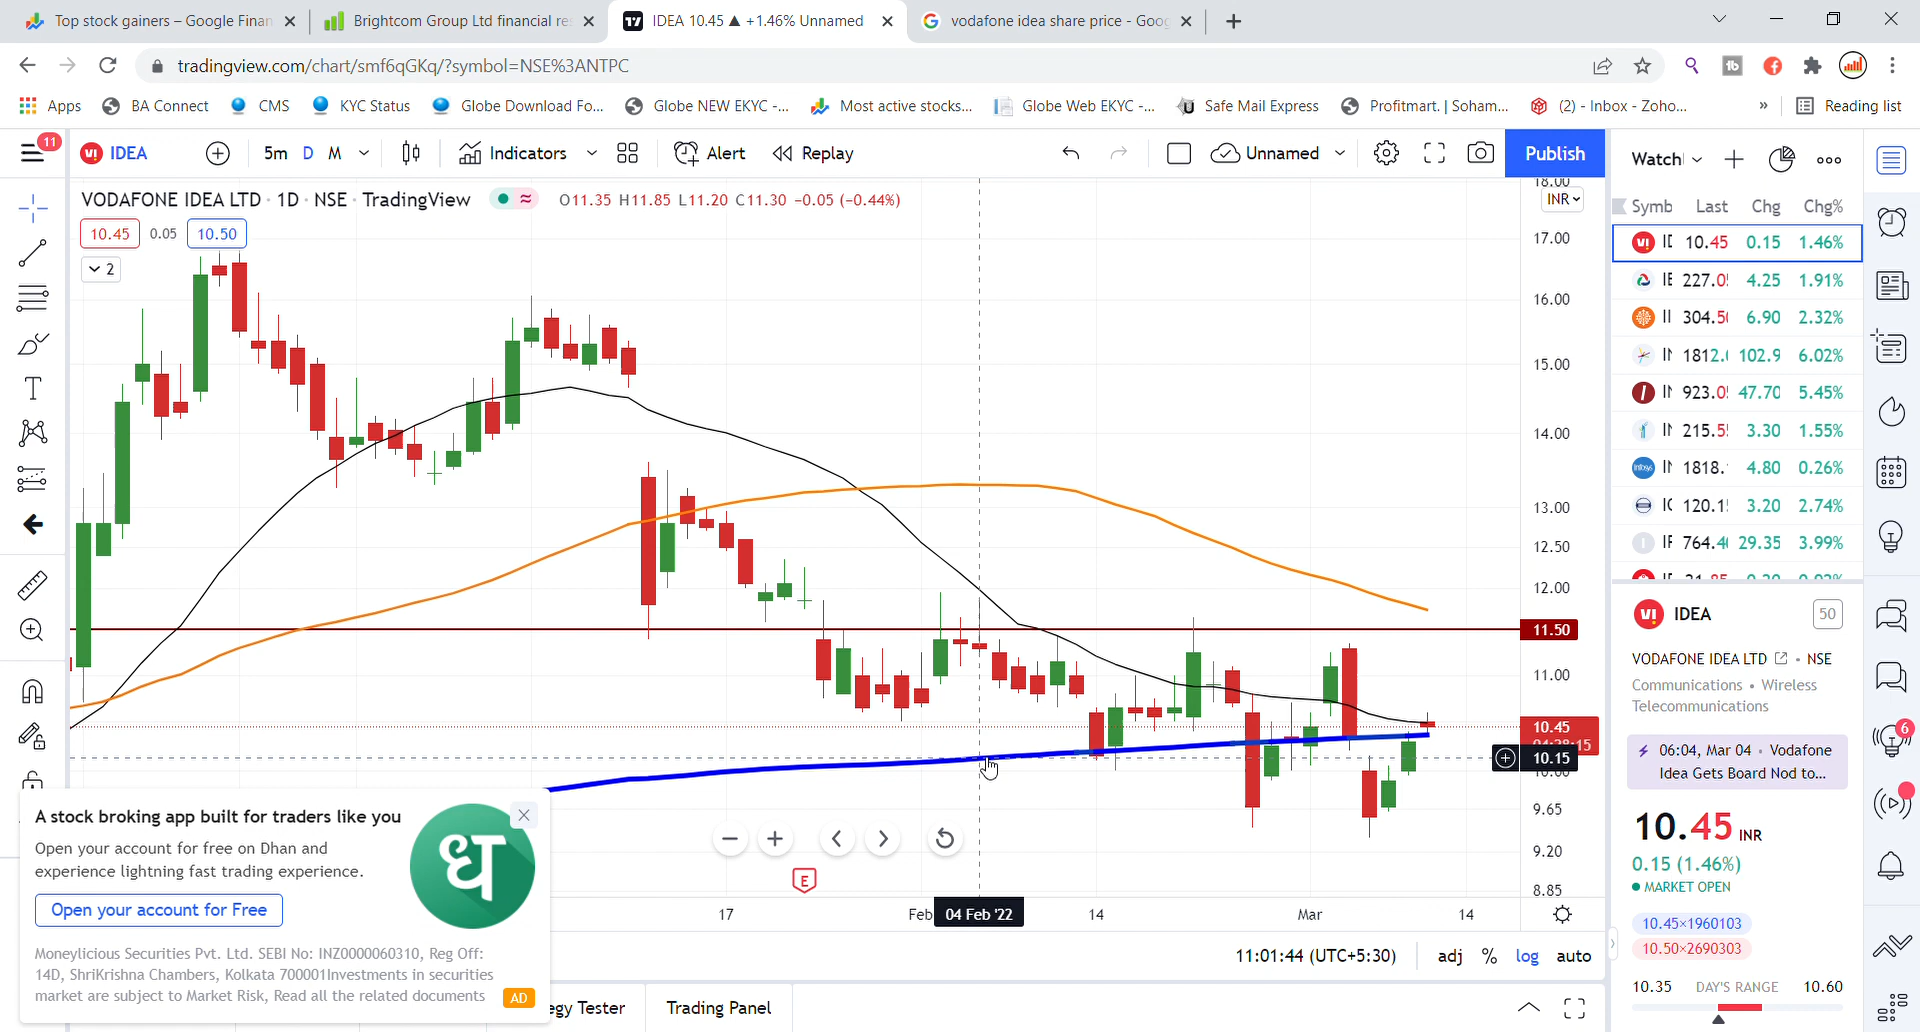 Top stock gainers – Google Finan
Brightcom Group Ltd financial re
IDEA 10.45 ▲ +1.46% Unnamed
vodafone idea share price - Goog
tradingview.com/chart/smf6qGKq/?symbol=NSE%3ANTPC
Apps
BA Connect
CMS
KYC Status
Globe Download Fo...
Globe NEW EKYC -...
Most active stocks...
Globe Web EKYC -...
Safe Mail Express
Profitmart. | Soham...
(2) - Inbox - Zoho...
»
Reading list
11
IDEA
5m
D
M
Indicators
Alert
Replay
Unnamed
Publish
VODAFONE IDEA LTD · 1D · NSE · TradingView
O11.35 H11.85 L11.20 C11.30 −0.05 (−0.44%)
10.45
0.05
10.50
2
INR
18.00
17.00
16.00
15.00
14.00
13.00
12.50
12.00
11.50
11.00
10.45
10.15
10.00
9.65
9.20
8.85
E
17
Feb
04 Feb '22
14
Mar
14
11:01:44 (UTC+5:30)
adj
%
log
auto
egy Tester
Trading Panel
A stock broking app built for traders like you
Open your account for free on Dhan and
experience lightning fast trading experience.
Open your account for Free
ध
Moneylicious Securities Pvt. Ltd. SEBI No: INZ0000060310, Reg Off:
14D, ShriKrishna Chambers, Kolkata 700001Investments in securities
market are subject to Market Risk, Read all the related documents
AD
Watch
Symb Last Chg Chg%
10.45 0.15 1.46%
227.0 4.25 1.91%
304.5 6.90 2.32%
1812. 102.9 6.02%
923.0 47.70 5.45%
215.5 3.30 1.55%
Infosys 1818. 4.80 0.26%
120.1 3.20 2.74%
764.4 29.35 3.99%
IDEA
50
VODAFONE IDEA LTD • NSE
Communications • Wireless
Telecommunications
06:04, Mar 04 • Vodafone
Idea Gets Board Nod to...
10.45 INR
0.15 (1.46%)
MARKET OPEN
10.45×1960103
10.50×2690303
10.35 DAY'S RANGE 10.60
6